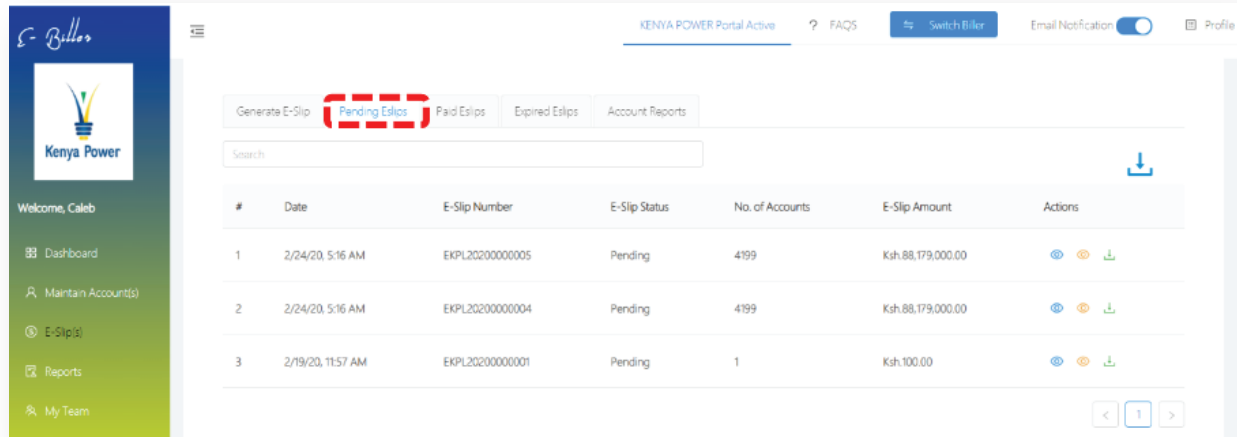 E-Biller
KENYA POWER Portal Active
? FAQS
Switch Biller
Email Notification
Profile
Kenya Power
Welcome, Caleb
Dashboard
Maintain Account(s)
E-Slip(s)
Reports
My Team
Generate E-Slip Pending Eslips Paid Eslips Expired Eslips Account Reports
Search
# Date E-Slip Number E-Slip Status No. of Accounts E-Slip Amount Actions
1 2/24/20, 5:16 AM EKPL20200000005 Pending 4199 Ksh.88,179,000.00
2 2/24/20, 5:16 AM EKPL20200000004 Pending 4199 Ksh.88,179,000.00
3 2/19/20, 11:57 AM EKPL20200000001 Pending 1 Ksh.100.00
< 1 >